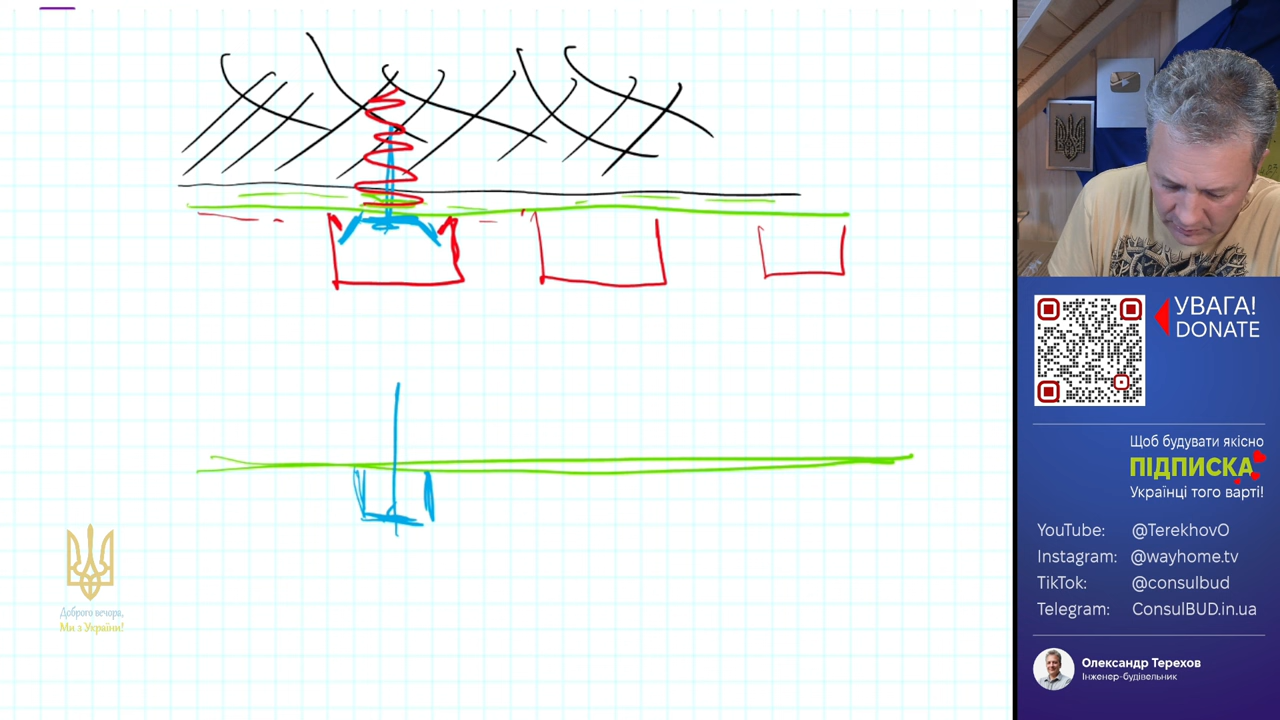 УВАГА!
DONATE
Щоб будувати якісно
ПІДПИСКА
Українці того варті!
YouTube: @TerekhovO
Instagram: @wayhome.tv
TikTok: @consulbud
Telegram: ConsulBUD.in.ua
Олександр Терехов
Інженер-будівельник
Доброго вечора,
Ми з України!